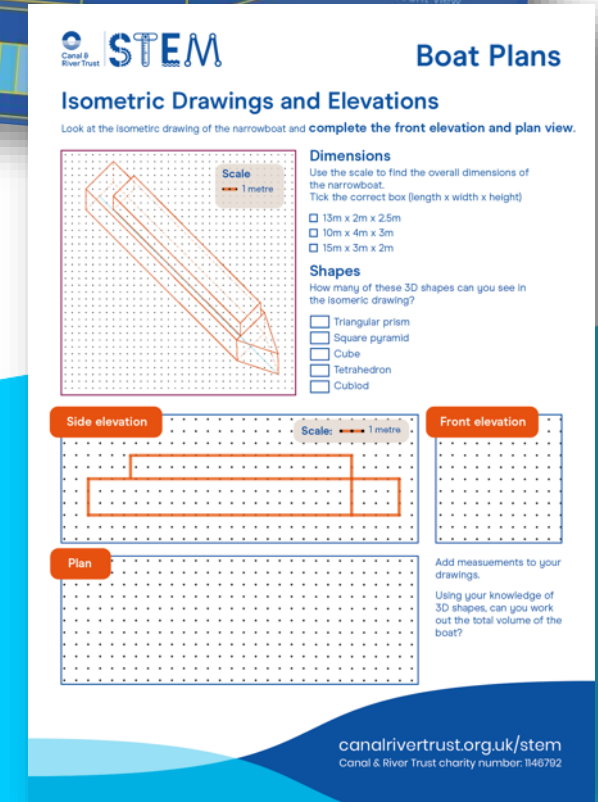 Canal &
River Trust
STEM
Boat Plans
Isometric Drawings and Elevations
Look at the isometirc drawing of the narrowboat and complete the front elevation and plan view.
Scale
1 metre
Dimensions
Use the scale to find the overall dimensions of
the narrowboat.
Tick the correct box (length x width x height)
13m x 2m x 2.5m
10m x 4m x 3m
15m x 3m x 2m
Shapes
How many of these 3D shapes can you see in
the isomeric drawing?
Triangular prism
Square pyramid
Cube
Tetrahedron
Cubiod
Side elevation
Scale:
1 metre
Front elevation
Plan
Add measuements to your
drawings.
Using your knowledge of
3D shapes, can you work
out the total volume of the
boat?
canalrivertrust.org.uk/stem
Canal & River Trust charity number: 1146792